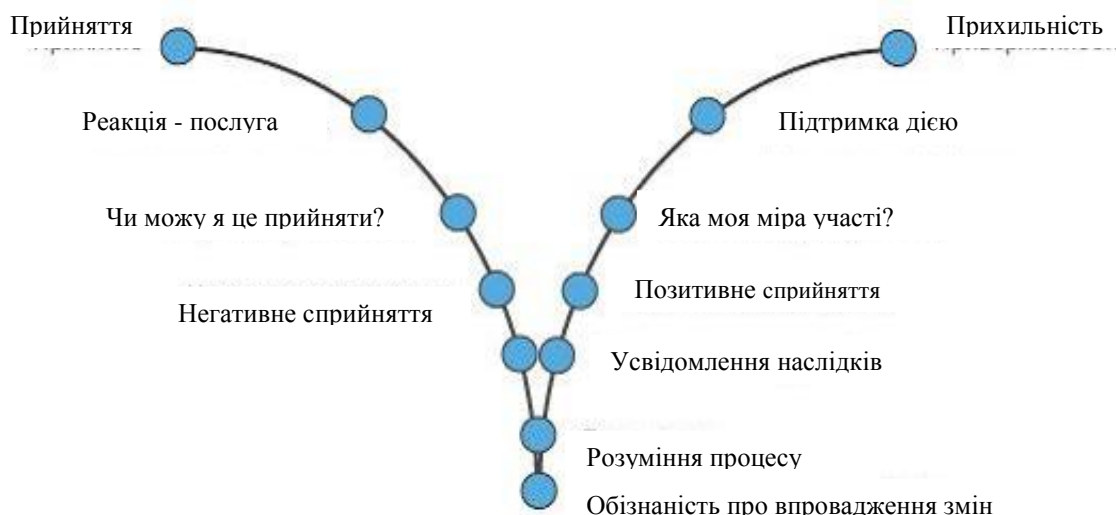 Прийняття
Прихильність
Реакція - послуга
Підтримка дією
Чи можу я це прийняти?
Яка моя міра участі?
Негативне сприйняття
Позитивне сприйняття
Усвідомлення наслідків
Розуміння процесу
Обізнаність про впровадження змін